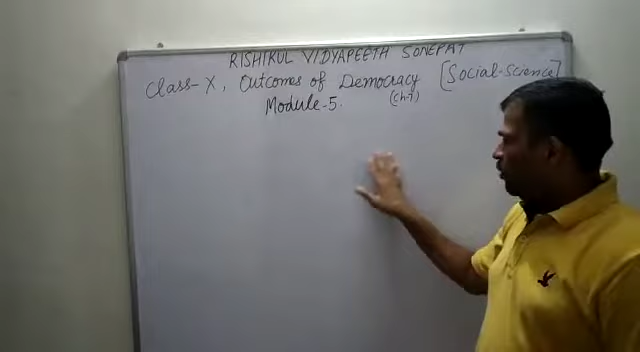 RISHIKUL VIDYAPEETH SONEPAT
Class-X, Outcomes of Democracy [Social-Science]
Module-5. (Ch-7)